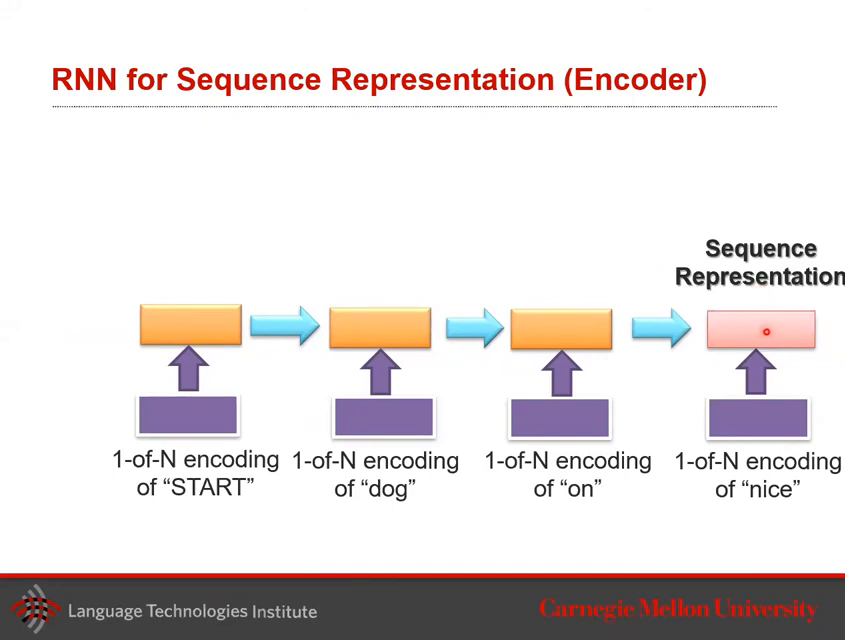 RNN for Sequence Representation (Encoder)
Sequence
Representation
1-of-N encoding
of “START”
1-of-N encoding
of “dog”
1-of-N encoding
of “on”
1-of-N encoding
of “nice”
Language Technologies Institute
Carnegie Mellon University